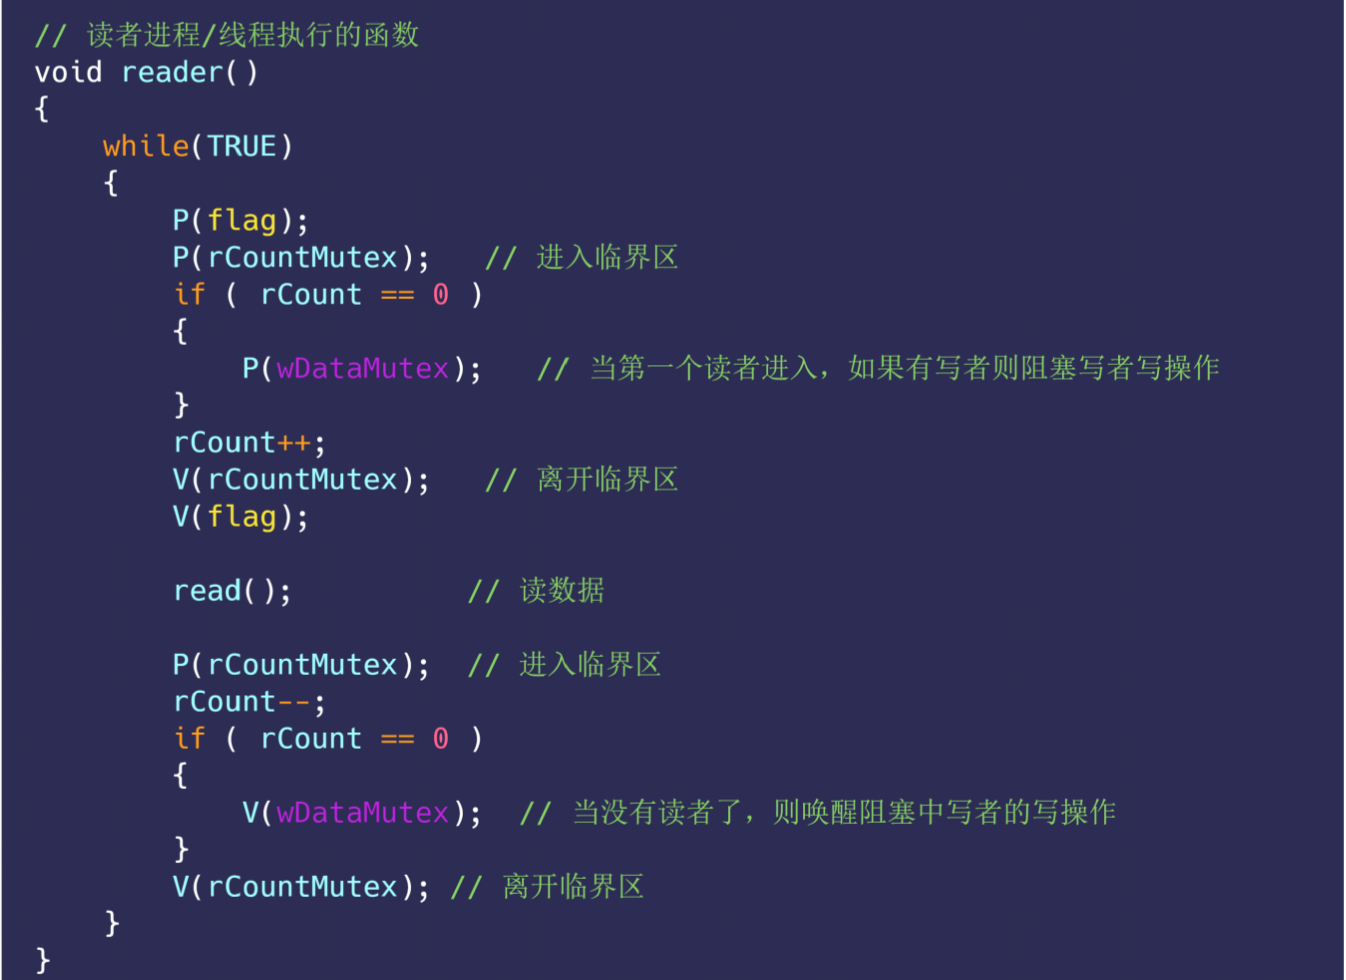 // 读者进程/线程执行的函数
void reader()
{
    while(TRUE)
    {
        P(flag);
        P(rCountMutex);   // 进入临界区
        if ( rCount == 0 )
        {
            P(wDataMutex);   // 当第一个读者进入，如果有写者则阻塞写者写操作
        }
        rCount++;
        V(rCountMutex);   // 离开临界区
        V(flag);

        read();          // 读数据

        P(rCountMutex);  // 进入临界区
        rCount--;
        if ( rCount == 0 )
        {
            V(wDataMutex);  // 当没有读者了，则唤醒阻塞中写者的写操作
        }
        V(rCountMutex); // 离开临界区
    }
}